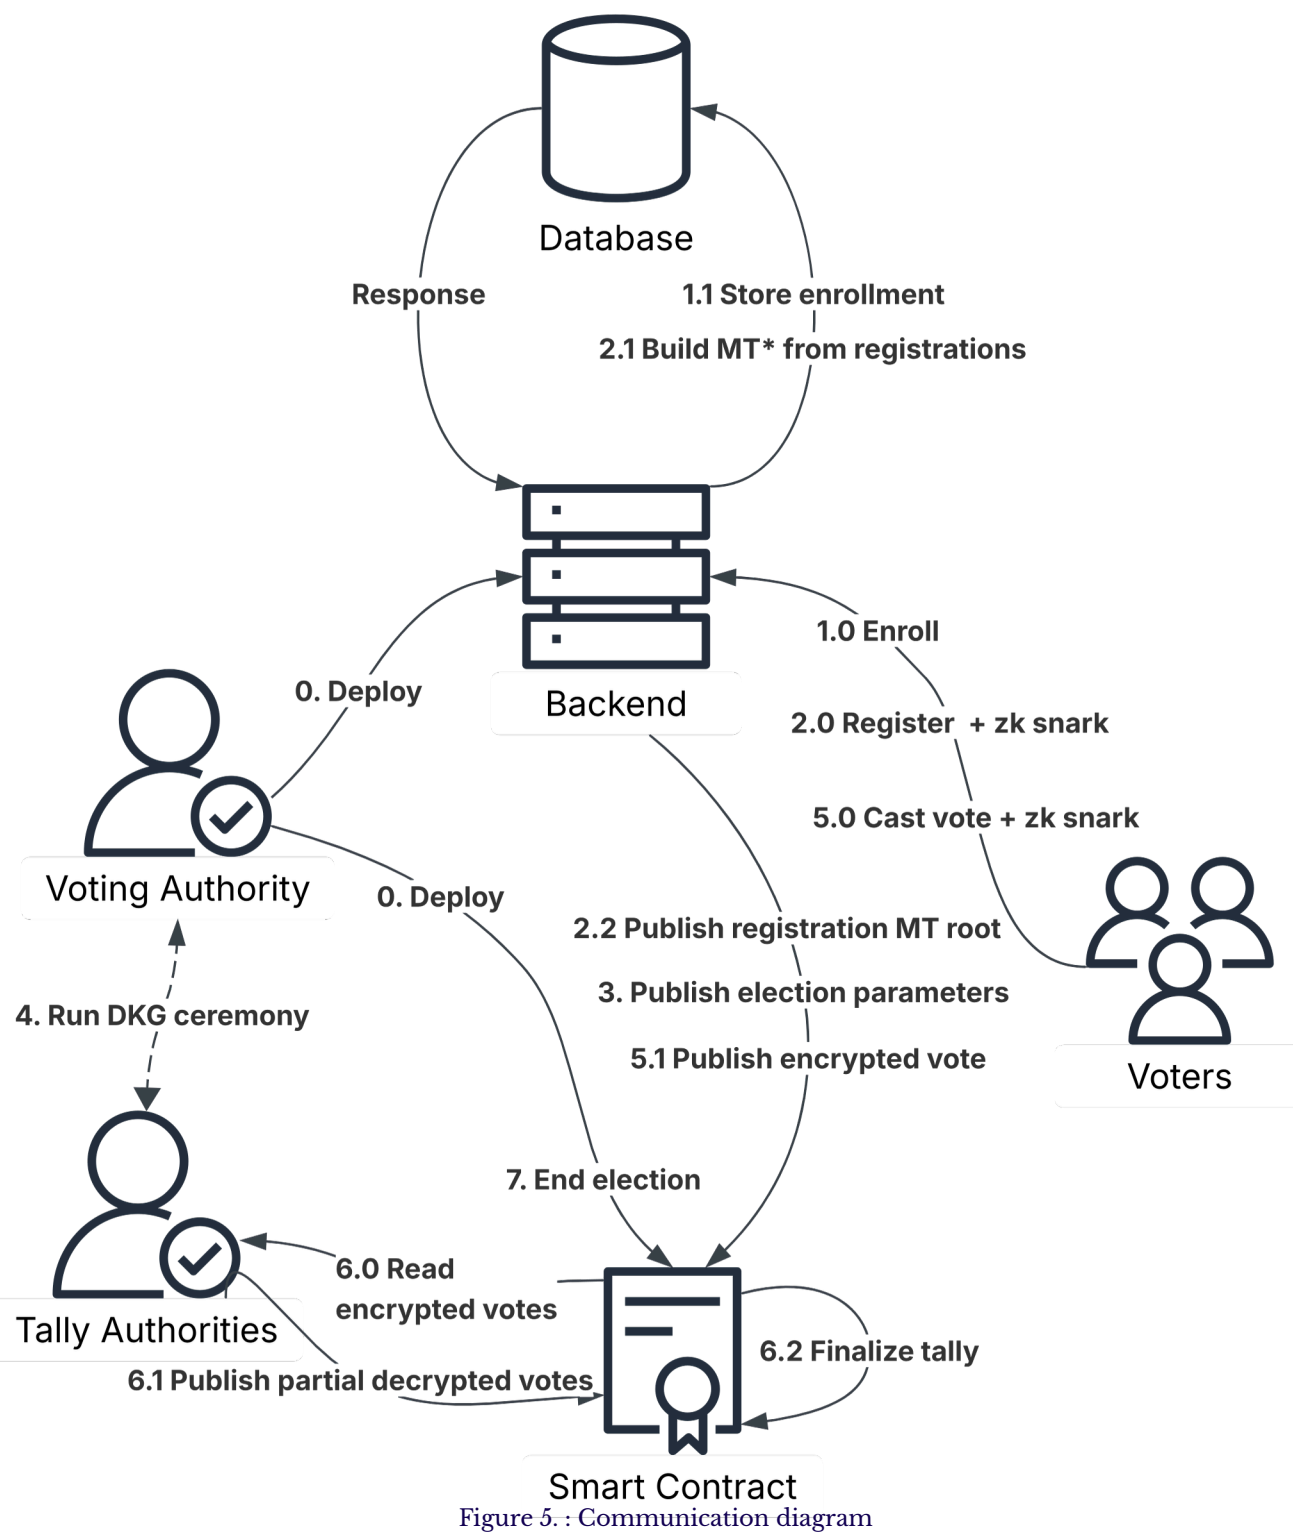 Database
Response
1.1 Store enrollment
2.1 Build MT* from registrations
Backend
1.0 Enroll
0. Deploy
2.0 Register + zk snark
5.0 Cast vote + zk snark
Voting Authority
0. Deploy
2.2 Publish registration MT root
3. Publish election parameters
4. Run DKG ceremony
5.1 Publish encrypted vote
Voters
7. End election
6.0 Read
encrypted votes
Tally Authorities
6.2 Finalize tally
6.1 Publish partial decrypted votes
Smart Contract
Figure 5. : Communication diagram